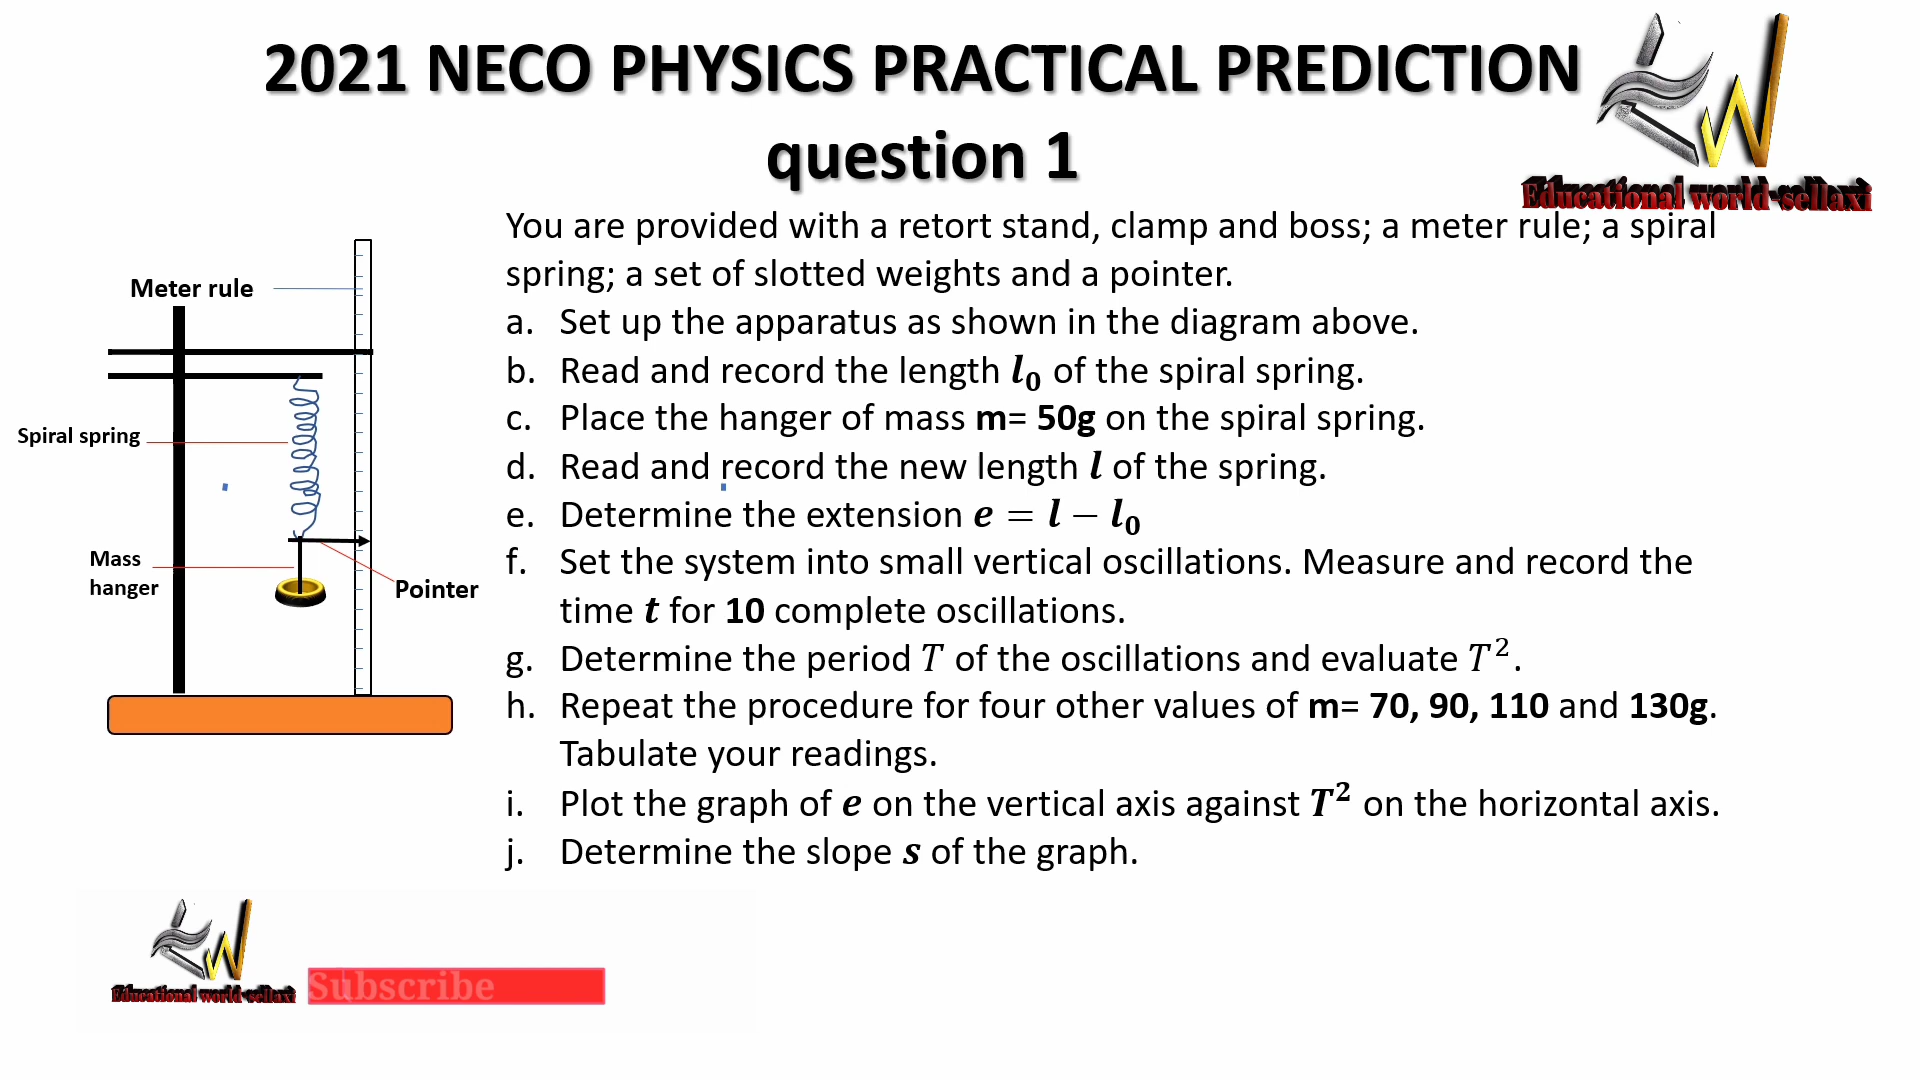 2021 NECO PHYSICS PRACTICAL PREDICTION
question 1
Educational world-sellaxi
You are provided with a retort stand, clamp and boss; a meter rule; a spiral
spring; a set of slotted weights and a pointer.
a. Set up the apparatus as shown in the diagram above.
b. Read and record the length l₀ of the spiral spring.
c. Place the hanger of mass m= 50g on the spiral spring.
d. Read and record the new length l of the spring.
e. Determine the extension e = l − l₀
f. Set the system into small vertical oscillations. Measure and record the
time t for 10 complete oscillations.
g. Determine the period T of the oscillations and evaluate T².
h. Repeat the procedure for four other values of m= 70, 90, 110 and 130g.
Tabulate your readings.
i. Plot the graph of e on the vertical axis against T² on the horizontal axis.
j. Determine the slope s of the graph.
Meter rule
Spiral spring
Mass
hanger
Pointer
Educational world-sellaxi
Subscribe